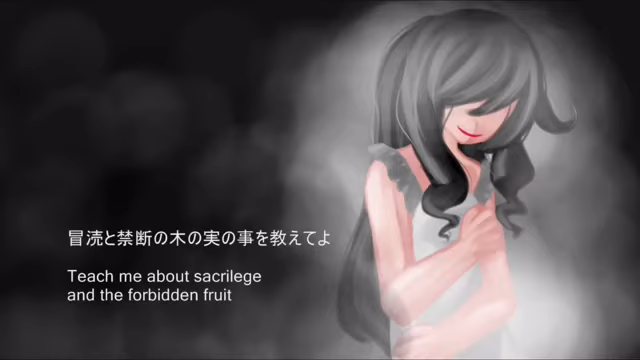 冒涜と禁断の木の実の事を教えてよ
Teach me about sacrilege
and the forbidden fruit